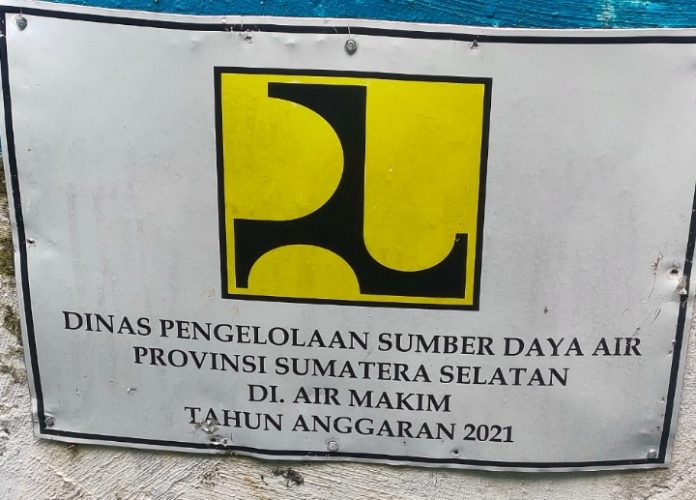 DINAS PENGELOLAAN SUMBER DAYA AIR
PROVINSI SUMATERA SELATAN
DI. AIR MAKIM
TAHUN ANGGARAN 2021